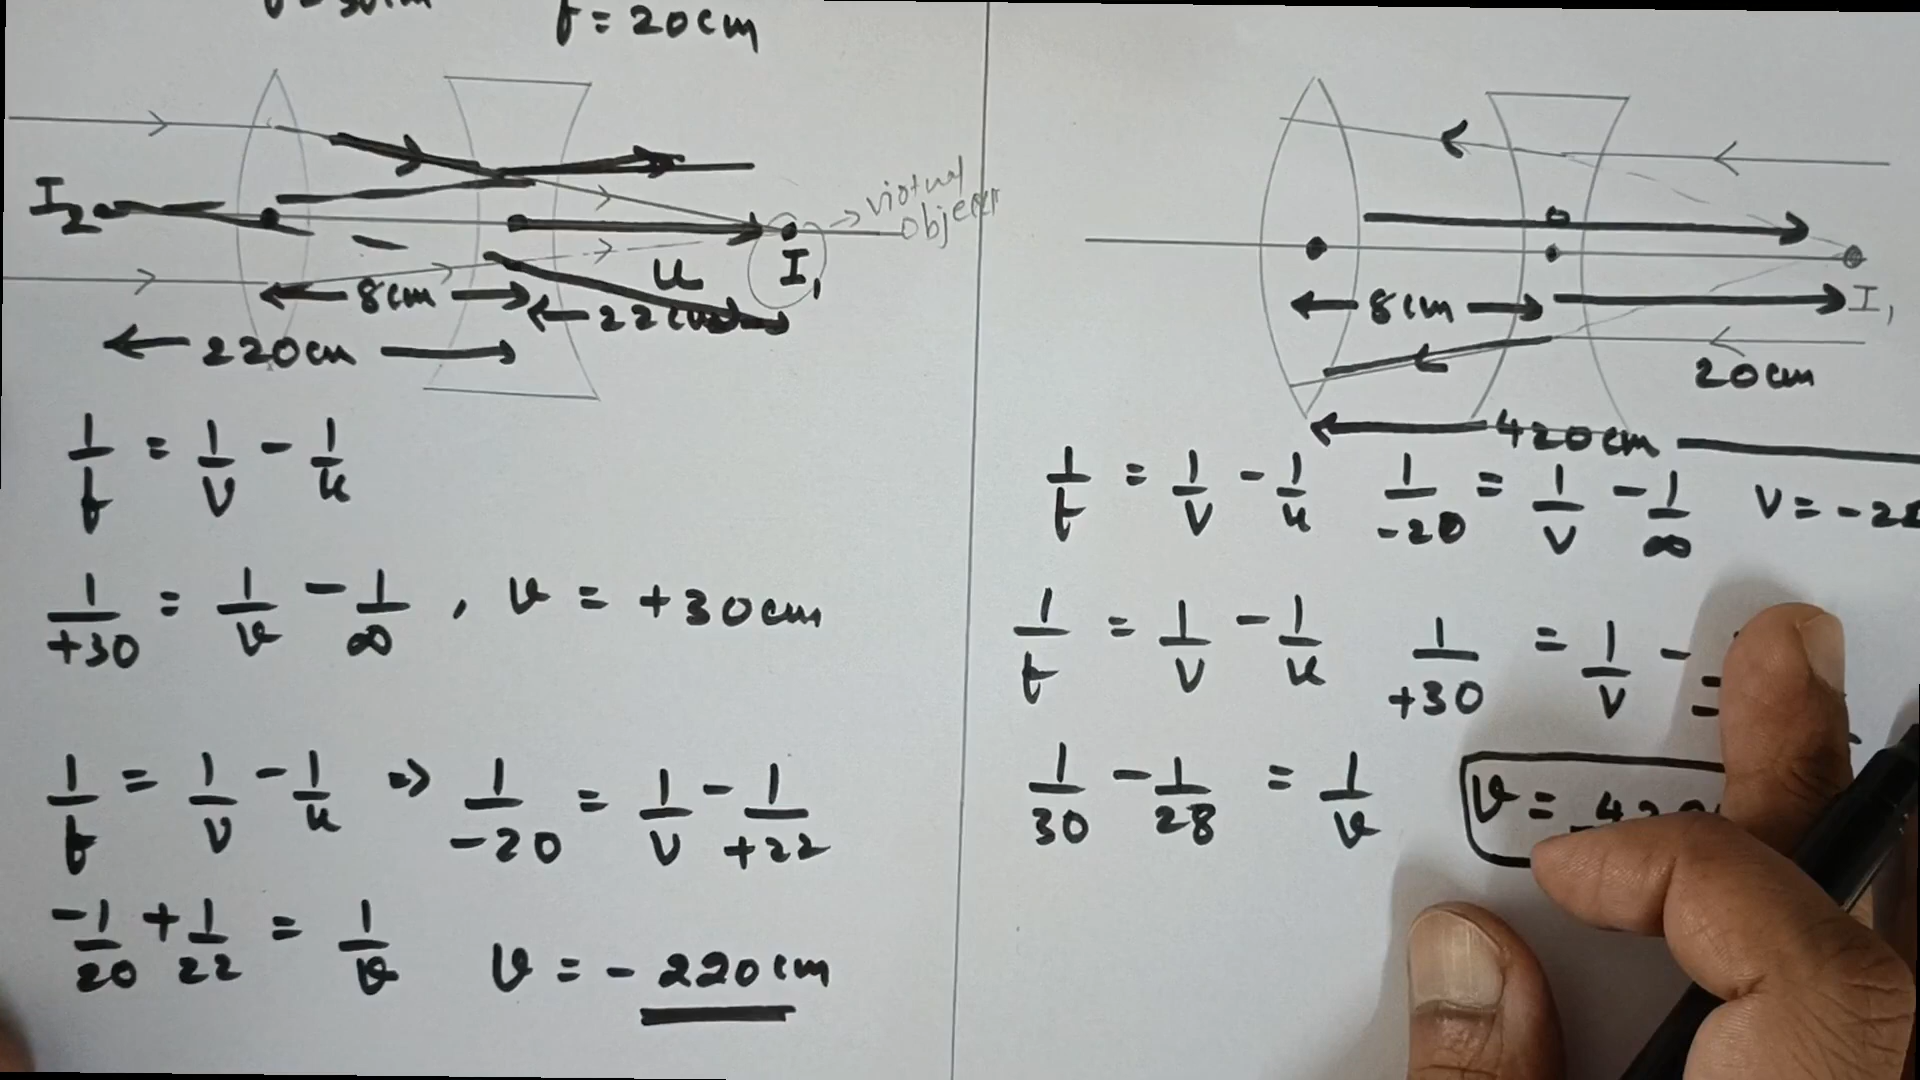 f = 20cm
I2
virtual
object
u
I1
8cm
22cm
220cm
1/f = 1/v - 1/u
1/+30 = 1/v - 1/∞ , v = +30cm
1/f = 1/v - 1/u => 1/-20 = 1/v - 1/+22
-1/20 + 1/22 = 1/v v = - 220cm
8cm
I1
20cm
420cm
1/f = 1/v - 1/u 1/-20 = 1/v - 1/∞ v = -2
1/f = 1/v - 1/u 1/+30 = 1/v -
1/30 - 1/28 = 1/v v =